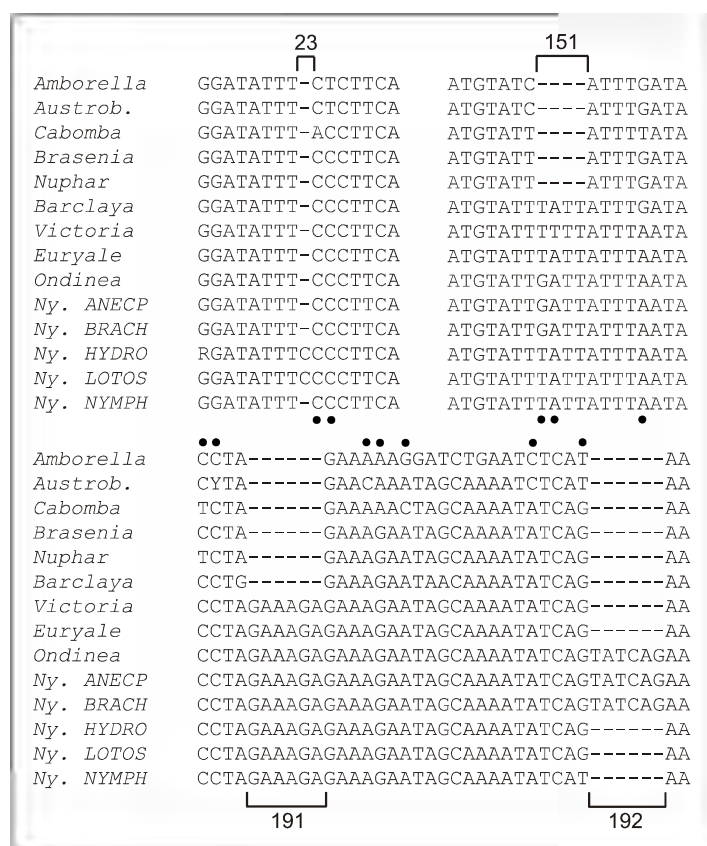 23 151
Amborella GGATATTT-CTCTTCA ATGTATC----ATTTGATA
Austrob. GGATATTT-CTCTTCA ATGTATC----ATTTGATA
Cabomba GGATATTT-ACCTTCA ATGTATT----ATTTTATA
Brasenia GGATATTT-CCCTTCA ATGTATT----ATTTGATA
Nuphar GGATATTT-CCCTTCA ATGTATT----ATTTGATA
Barclaya GGATATTT-CCCTTCA ATGTATTTATTATTTGATA
Victoria GGATATTT-CCCTTCA ATGTATTTTTTATTTAATA
Euryale GGATATTT-CCCTTCA ATGTATTTATTATTTAATA
Ondinea GGATATTT-CCCTTCA ATGTATTGATTATTTAATA
Ny. ANECP GGATATTT-CCCTTCA ATGTATTGATTATTTAATA
Ny. BRACH GGATATTT-CCCTTCA ATGTATTGATTATTTAATA
Ny. HYDRO RGATATTTCCCCTTCA ATGTATTTATTATTTAATA
Ny. LOTOS GGATATTTCCCCTTCA ATGTATTTATTATTTAATA
Ny. NYMPH GGATATTT-CCCTTCA ATGTATTTATTATTTAATA
Amborella CCTA------GAAAAAGGATCTGAATCTCAT------AA
Austrob. CYTA------GAACAAATAGCAAAATCTCAT------AA
Cabomba TCTA------GAAAAACTAGCAAAATATCAG------AA
Brasenia CCTA------GAAAGAATAGCAAAATATCAG------AA
Nuphar TCTA------GAAAGAATAGCAAAATATCAG------AA
Barclaya CCTG------GAAAGAATAACAAAATATCAG------AA
Victoria CCTAGAAAGAGAAAGAATAGCAAAATATCAG------AA
Euryale CCTAGAAAGAGAAAGAATAGCAAAATATCAG------AA
Ondinea CCTAGAAAGAGAAAGAATAGCAAAATATCAGTATCAGAA
Ny. ANECP CCTAGAAAGAGAAAGAATAGCAAAATATCAGTATCAGAA
Ny. BRACH CCTAGAAAGAGAAAGAATAGCAAAATATCAGTATCAGAA
Ny. HYDRO CCTAGAAAGAGAAAGAATAGCAAAATATCAG------AA
Ny. LOTOS CCTAGAAAGAGAAAGAATAGCAAAATATCAG------AA
Ny. NYMPH CCTAGAAAGAGAAAGAATAGCAAAATATCAT------AA
191 192